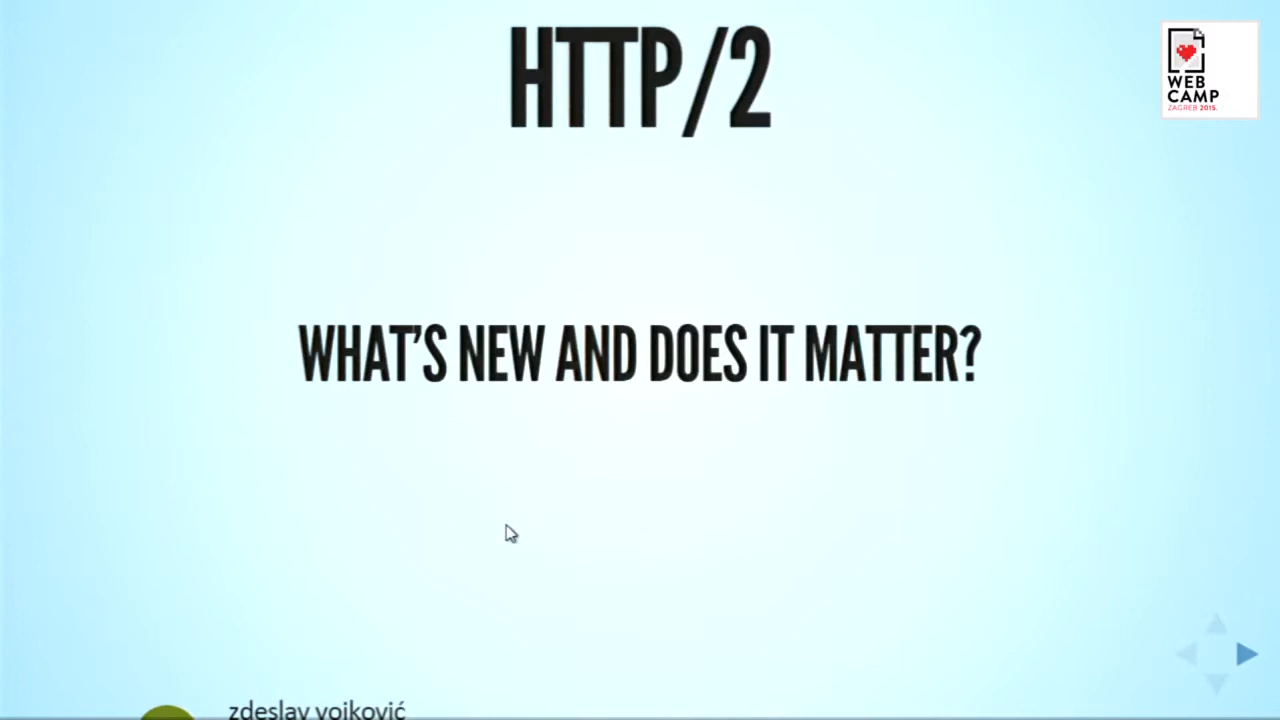 HTTP/2
WEB
CAMP
ZAGREB 2015.
WHAT'S NEW AND DOES IT MATTER?
zdeslav vojković